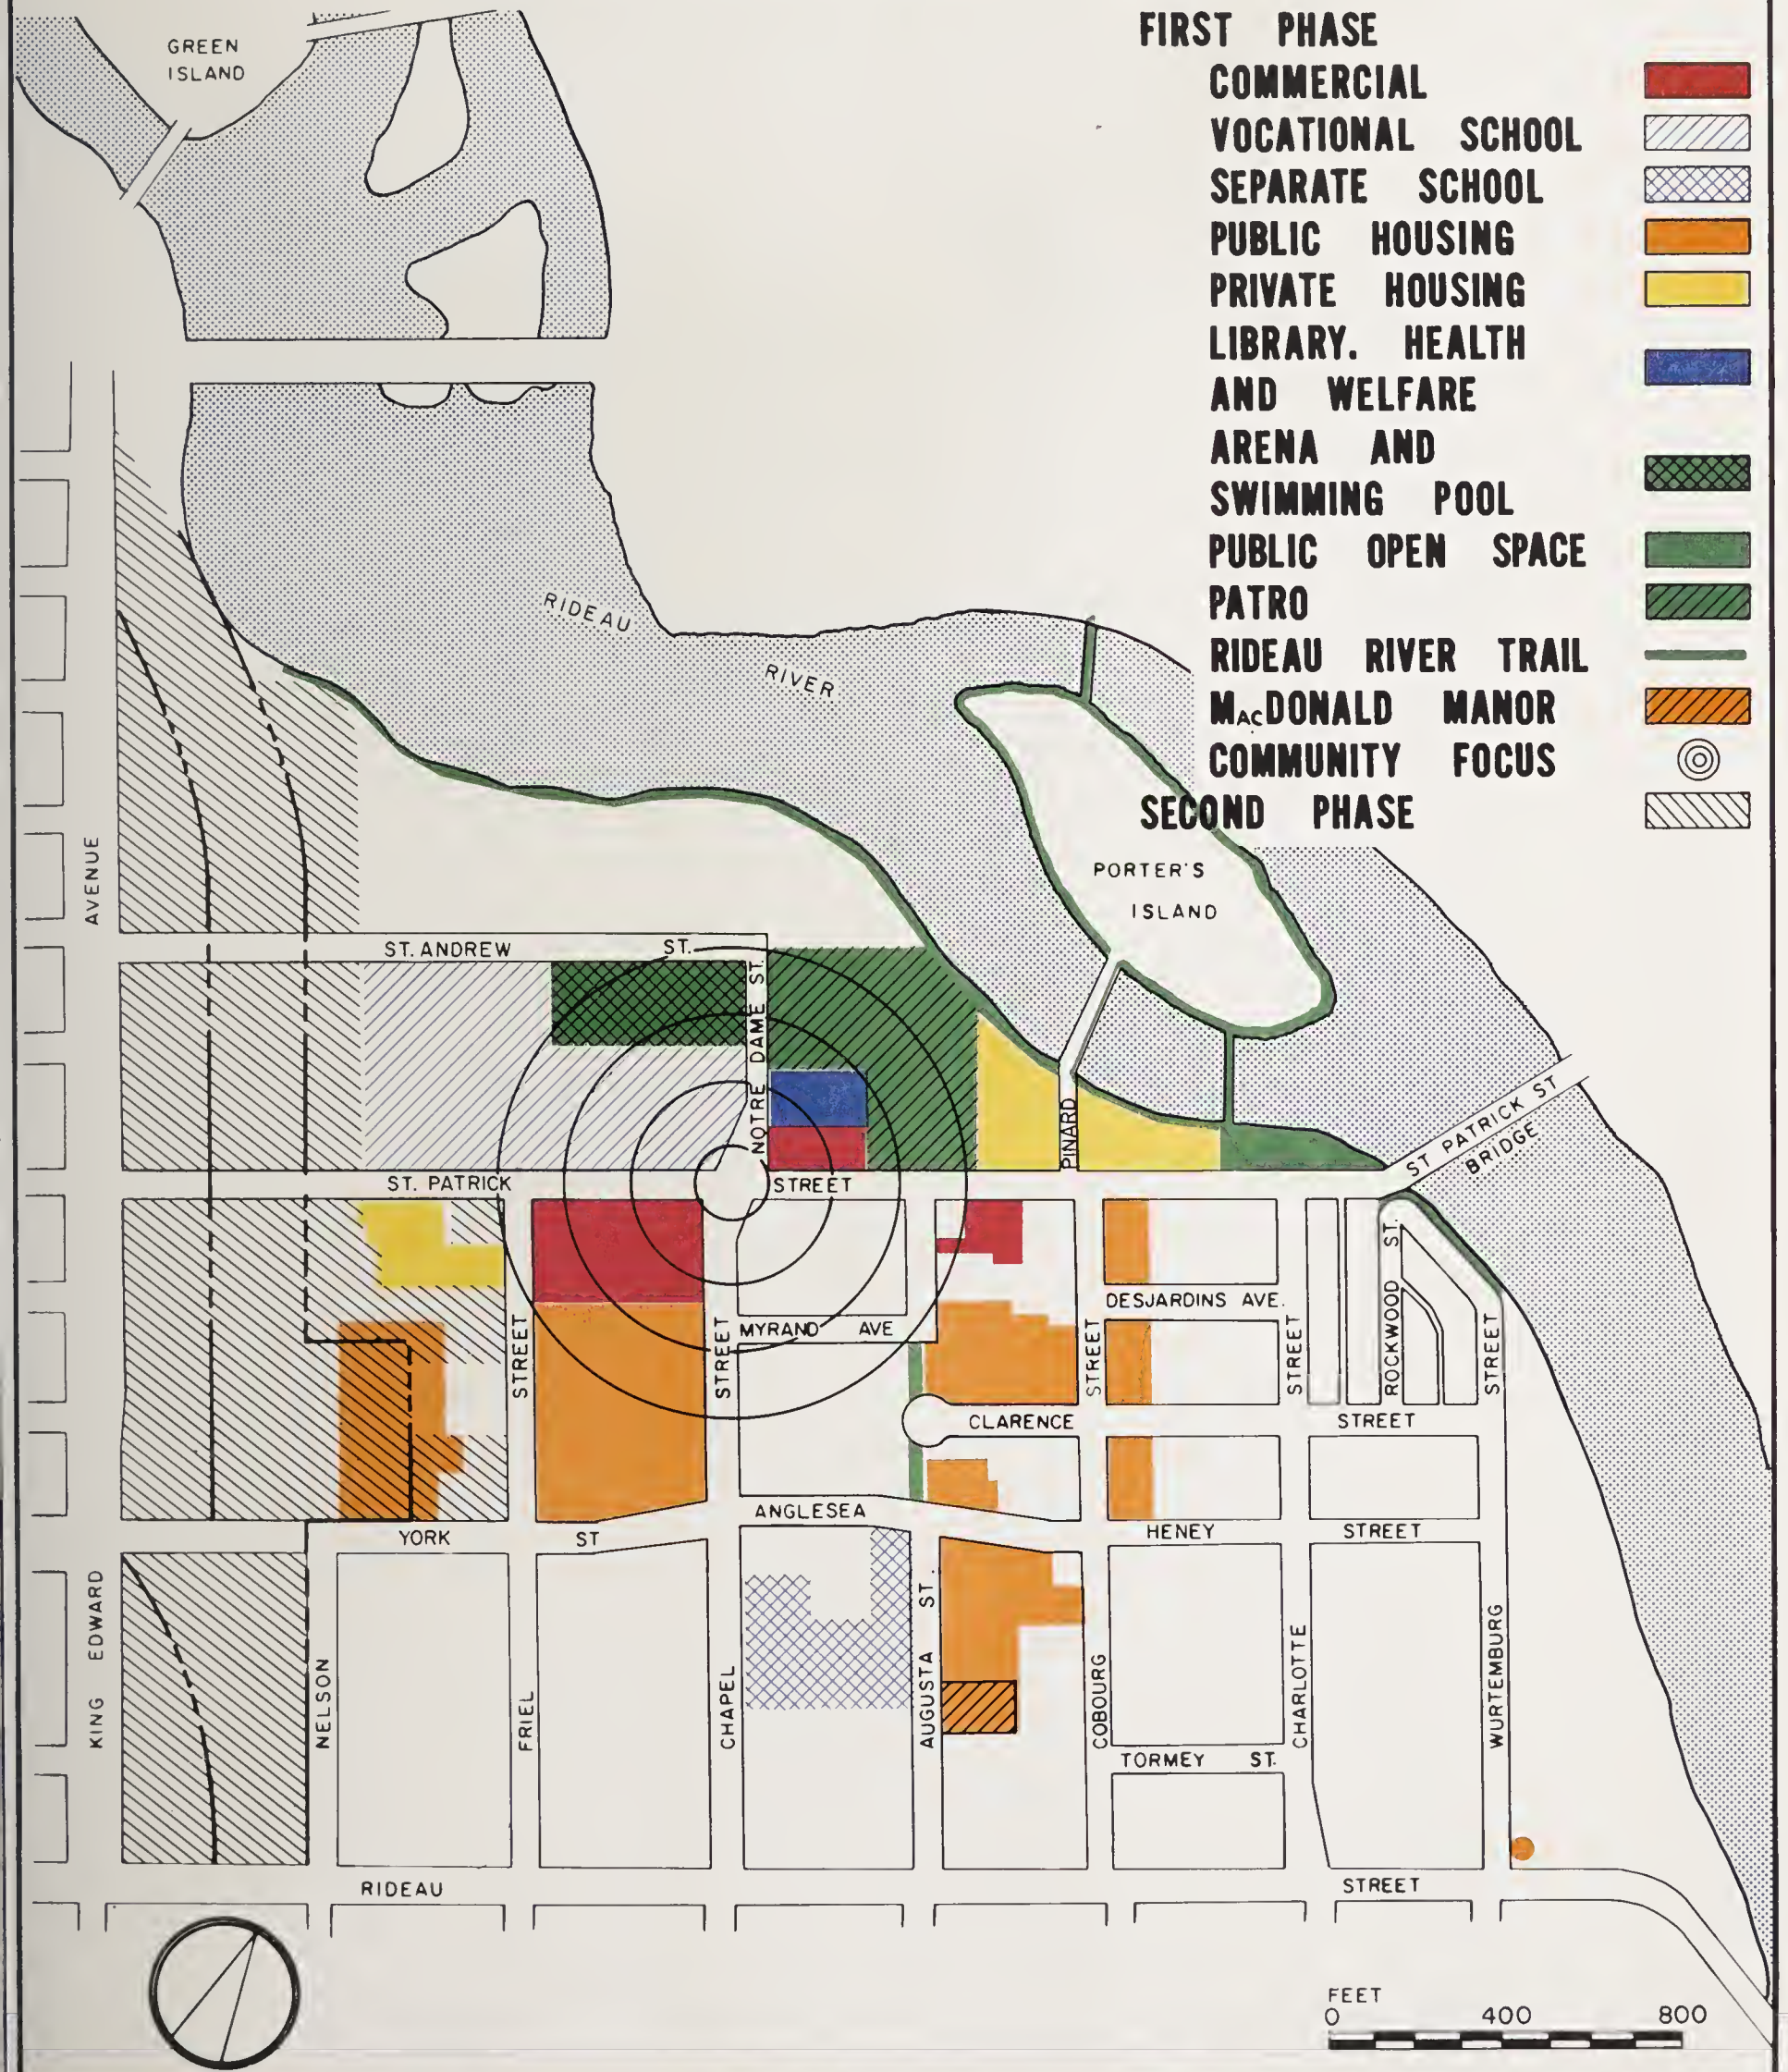 FIRST PHASE
COMMERCIAL
VOCATIONAL SCHOOL
SEPARATE SCHOOL
PUBLIC HOUSING
PRIVATE HOUSING
LIBRARY. HEALTH
AND WELFARE
ARENA AND
SWIMMING POOL
PUBLIC OPEN SPACE
PATRO
RIDEAU RIVER TRAIL
MACDONALD MANOR
COMMUNITY FOCUS
SECOND PHASE
GREEN
ISLAND
RIDEAU
RIVER
PORTER'S
ISLAND
AVENUE
ST. ANDREW ST.
NOTRE DAME ST.
PINARD
ST PATRICK ST
BRIDGE
ST. PATRICK STREET
DESJARDINS AVE.
MYRAND AVE
STREET
STREET
STREET
STREET
ROCKWOOD ST.
STREET
CLARENCE STREET
ANGLESEA
YORK ST
HENEY STREET
KING EDWARD
NELSON
FRIEL
CHAPEL
AUGUSTA ST.
COBOURG
CHARLOTTE
WURTEMBURG
TORMEY ST.
RIDEAU STREET
FEET
0 400 800